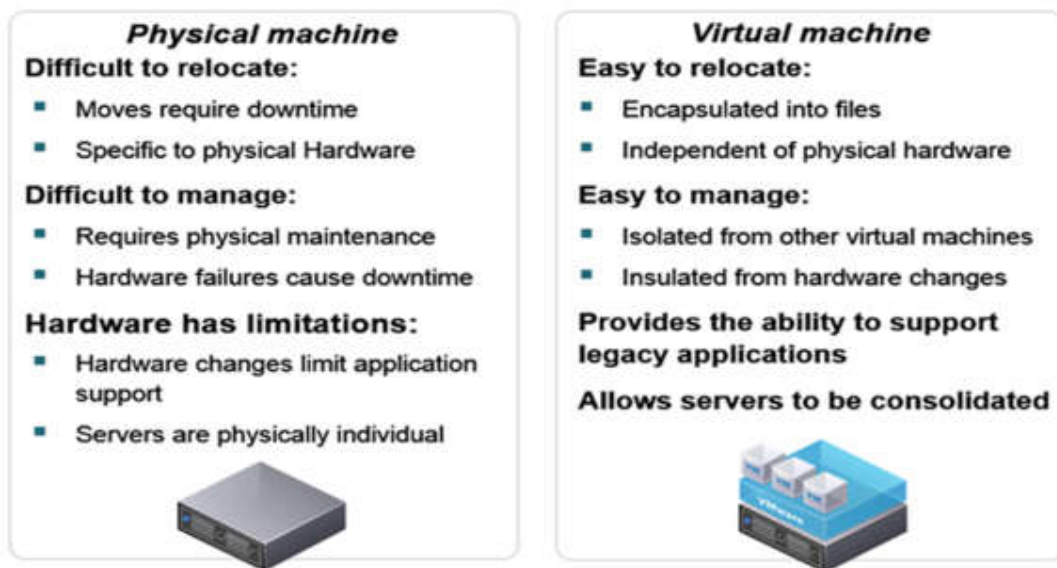 Physical machine
Difficult to relocate:
Moves require downtime
Specific to physical Hardware
Difficult to manage:
Requires physical maintenance
Hardware failures cause downtime
Hardware has limitations:
Hardware changes limit application
support
Servers are physically individual
Virtual machine
Easy to relocate:
Encapsulated into files
Independent of physical hardware
Easy to manage:
Isolated from other virtual machines
Insulated from hardware changes
Provides the ability to support
legacy applications
Allows servers to be consolidated
vmware